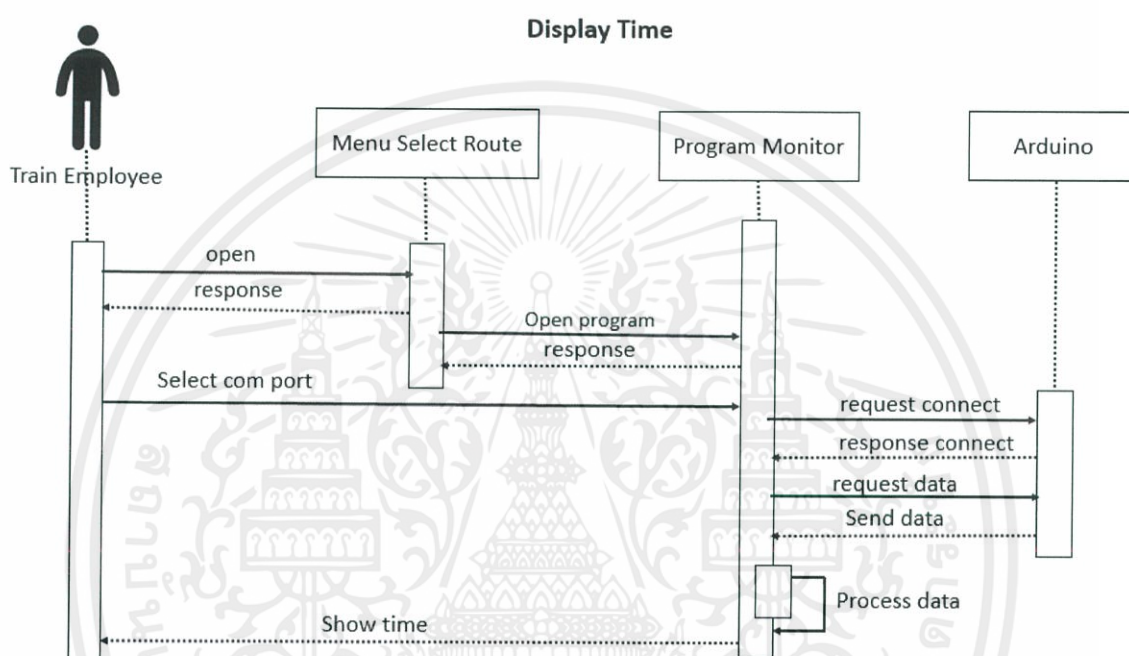 Display Time
Menu Select Route
Program Monitor
Arduino
Train Employee
open
response
Open program
response
Select com port
request connect
response connect
request data
Send data
Process data
Show time